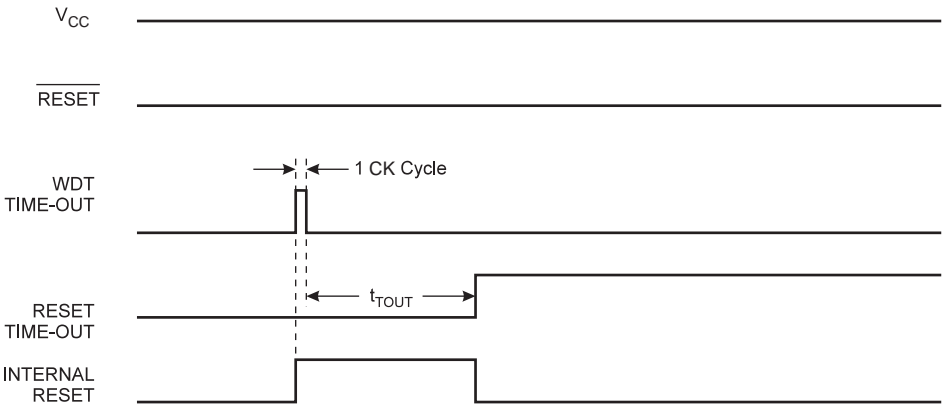 VCC
RESET
1 CK Cycle
WDT
TIME-OUT
tTOUT
RESET
TIME-OUT
INTERNAL
RESET